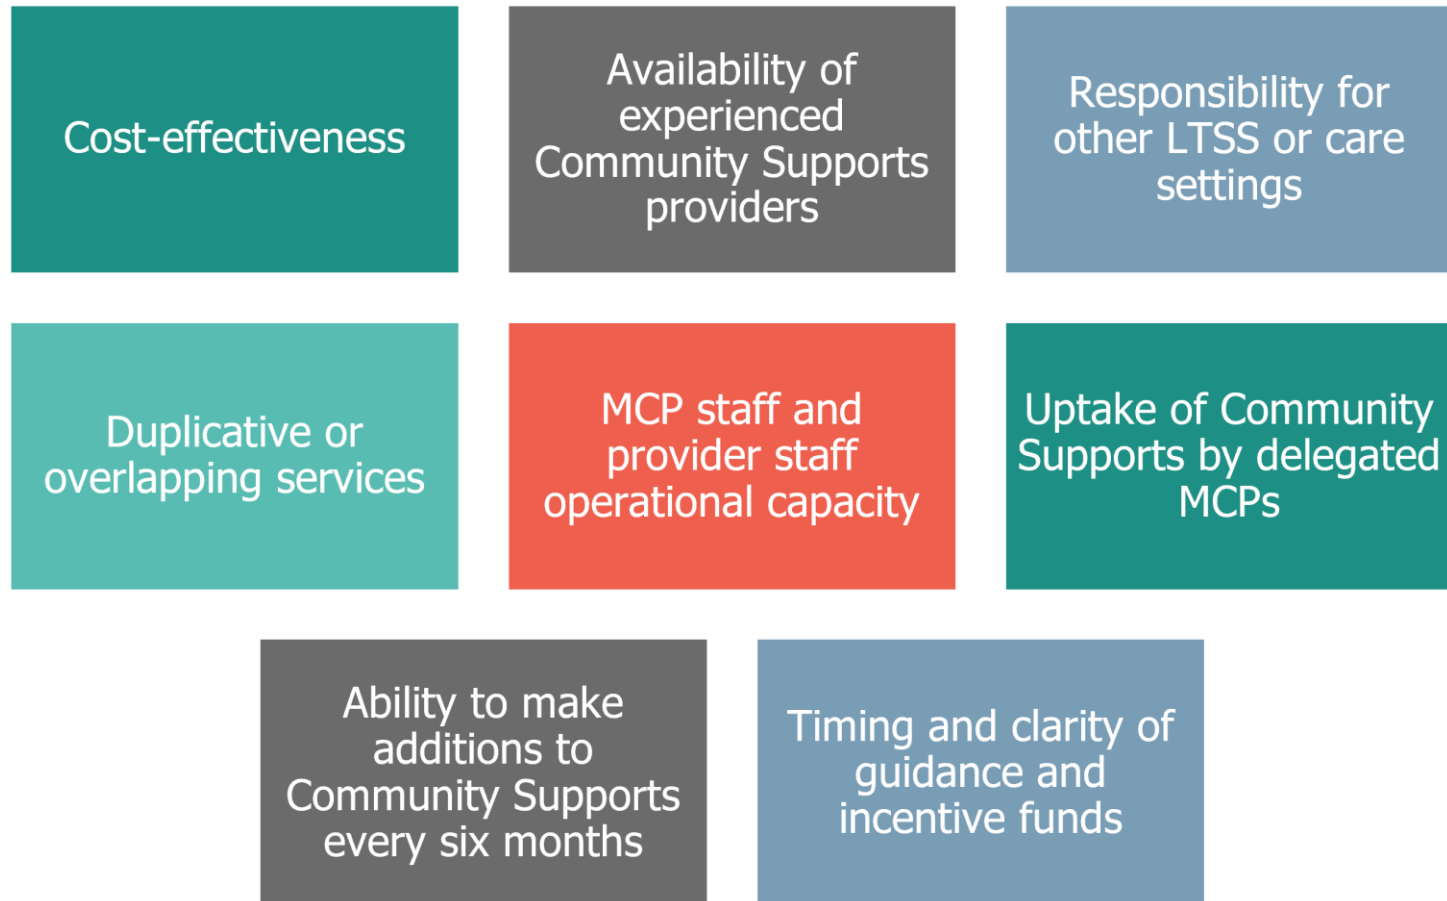 Cost-effectiveness
Availability of
experienced
Community Supports
providers
Responsibility for
other LTSS or care
settings
Duplicative or
overlapping services
MCP staff and
provider staff
operational capacity
Uptake of Community
Supports by delegated
MCPs
Ability to make
additions to
Community Supports
every six months
Timing and clarity of
guidance and
incentive funds